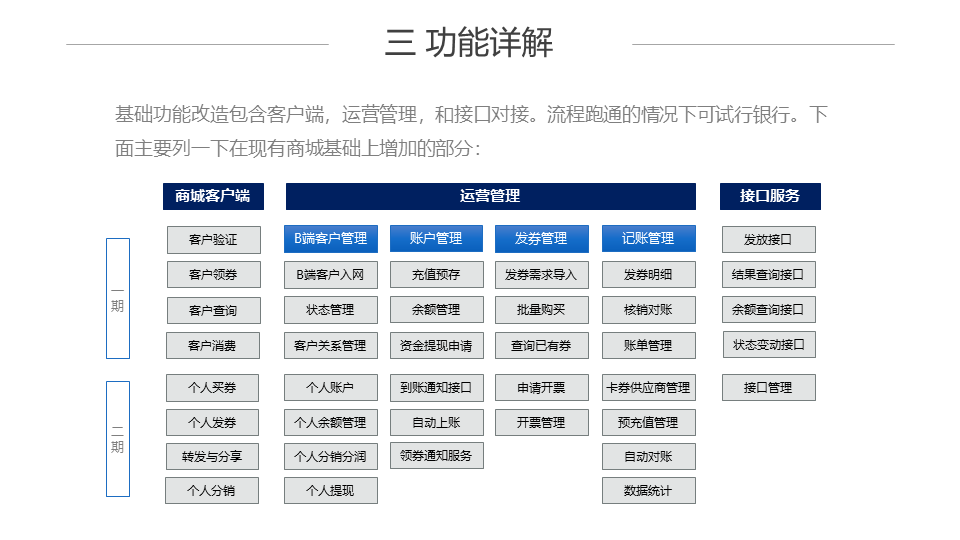 三 功能详解
基础功能改造包含客户端，运营管理，和接口对接。流程跑通的情况下可试行银行。下
面主要列一下在现有商城基础上增加的部分：
商城客户端 运营管理 接口服务
一期
客户验证 B端客户管理 账户管理 发券管理 记账管理 发放接口
客户领券 B端客户入网 充值预存 发券需求导入 发券明细 结果查询接口
客户查询 状态管理 余额管理 批量购买 核销对账 余额查询接口
客户消费 客户关系管理 资金提现申请 查询已有券 账单管理 状态变动接口
二期
个人买券 个人账户 到账通知接口 申请开票 卡券供应商管理 接口管理
个人发券 个人余额管理 自动上账 开票管理 预充值管理
转发与分享 个人分销分润 领券通知服务 自动对账
个人分销 个人提现 数据统计